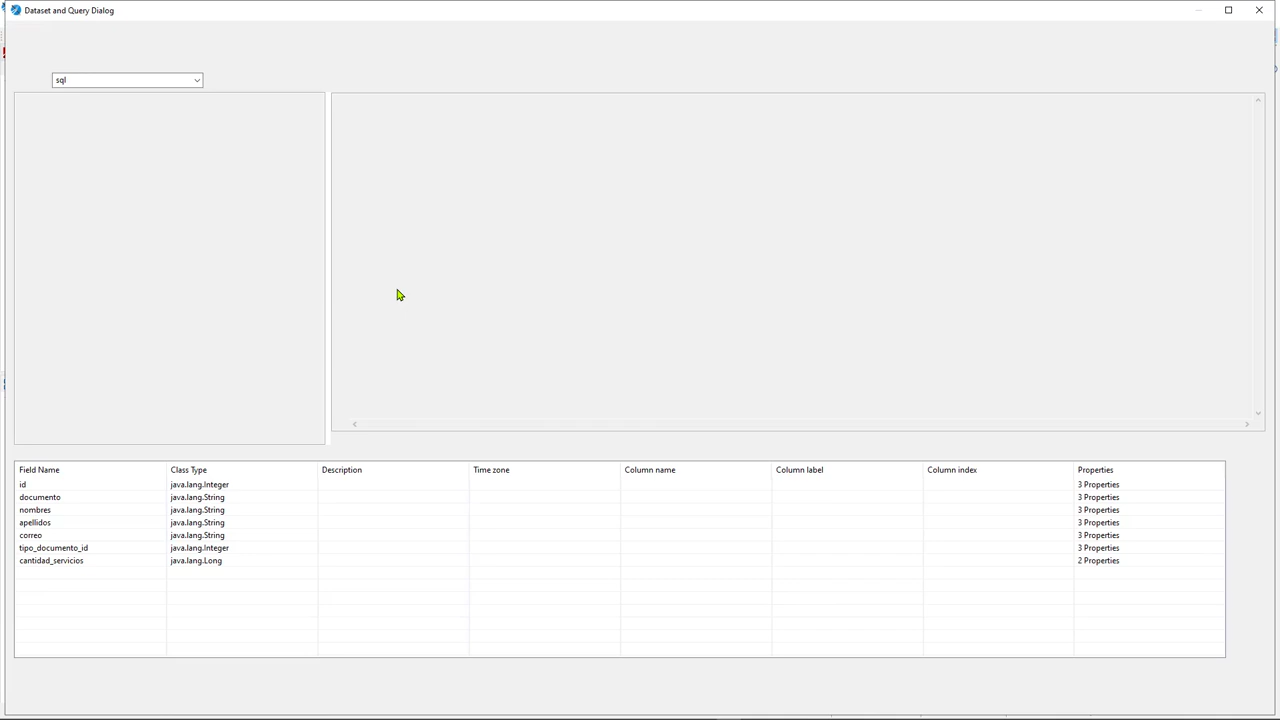 Dataset and Query Dialog
sql
Field Name Class Type Description Time zone Column name Column label Column index Properties
id java.lang.Integer 3 Properties
documento java.lang.String 3 Properties
nombres java.lang.String 3 Properties
apellidos java.lang.String 3 Properties
correo java.lang.String 3 Properties
tipo_documento_id java.lang.Integer 3 Properties
cantidad_servicios java.lang.Long 2 Properties